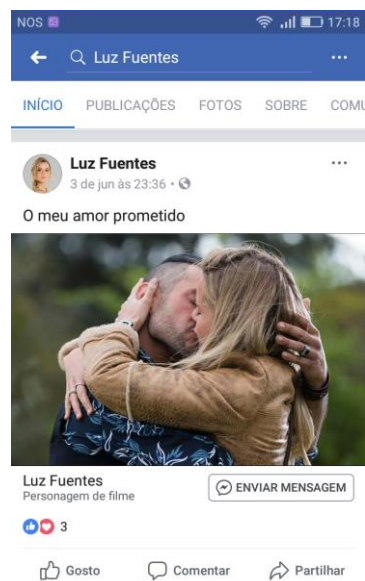 NOS 17:18
Luz Fuentes
INÍCIO PUBLICAÇÕES FOTOS SOBRE COMU
Luz Fuentes
3 de jun às 23:36 •
O meu amor prometido
Luz Fuentes
Personagem de filme
ENVIAR MENSAGEM
3
Gosto Comentar Partilhar